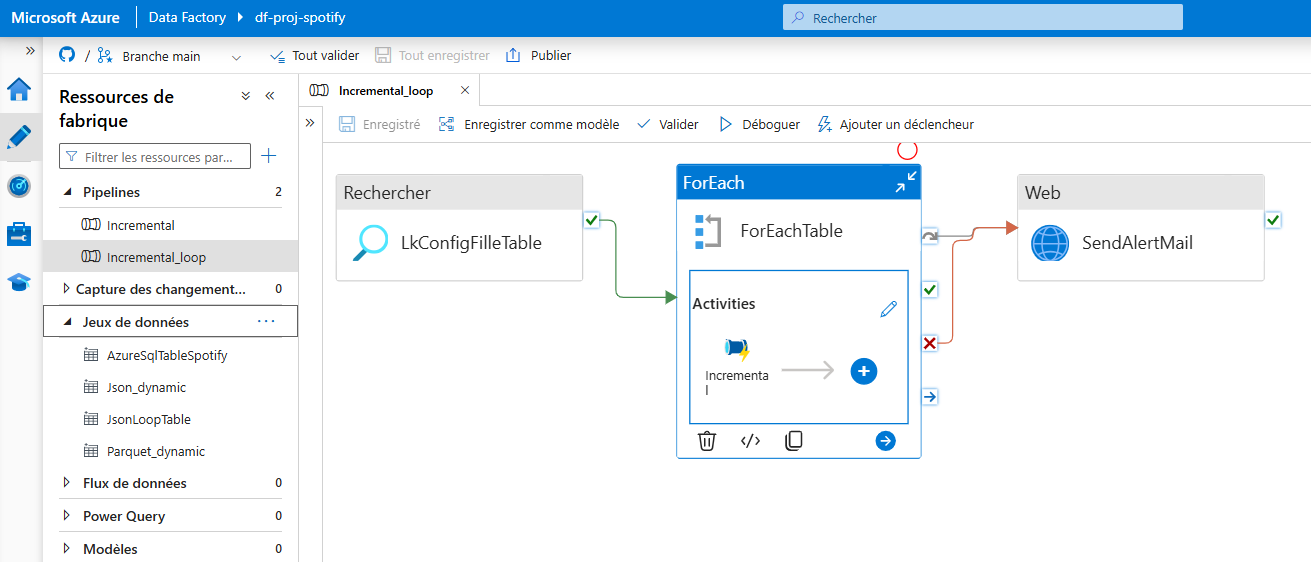 Microsoft Azure
Data Factory
df-proj-spotify
Rechercher
/
Branche main
Tout valider
Tout enregistrer
Publier
Ressources de
fabrique
Filtrer les ressources par...
Pipelines 2
Incremental
Incremental_loop
Capture des changement... 0
Jeux de données ...
AzureSqlTableSpotify
Json_dynamic
JsonLoopTable
Parquet_dynamic
Flux de données 0
Power Query 0
Modèles 0
Incremental_loop
Enregistré
Enregistrer comme modèle
Valider
Déboguer
Ajouter un déclencheur
Rechercher
LkConfigFilleTable
ForEach
ForEachTable
Activities
Incrementa
l
Web
SendAlertMail